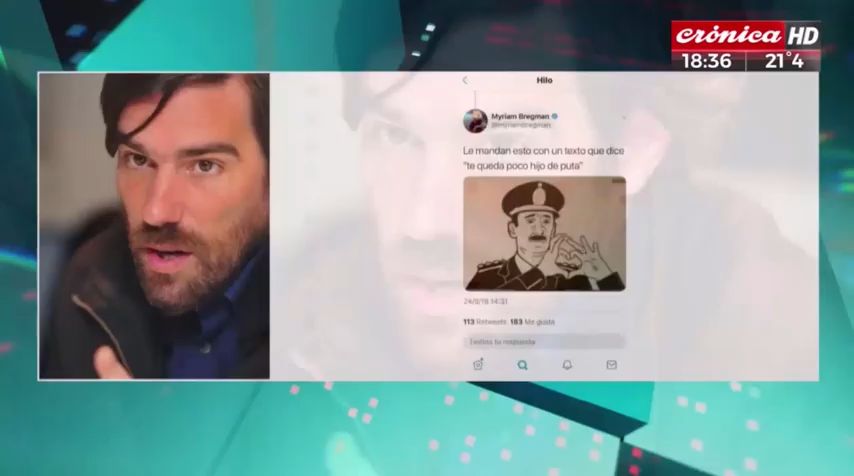 crónica HD
18:36 21°4
Hilo
Myriam Bregman
@myriambregman
Le mandan esto con un texto que dice
"te queda poco hijo de puta"
24/9/18 14:31
113 Retweets 183 Me gusta
Twittea tu respuesta